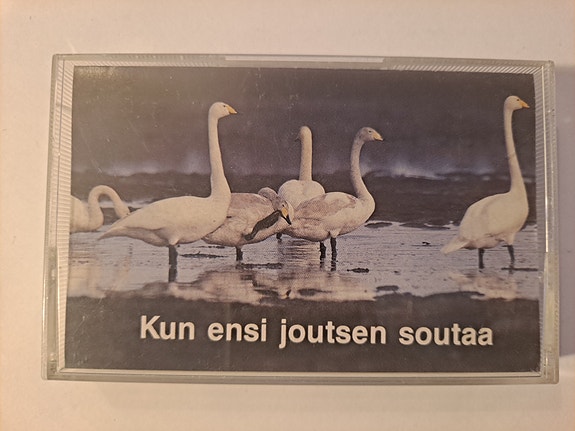 Kun ensi joutsen soutaa